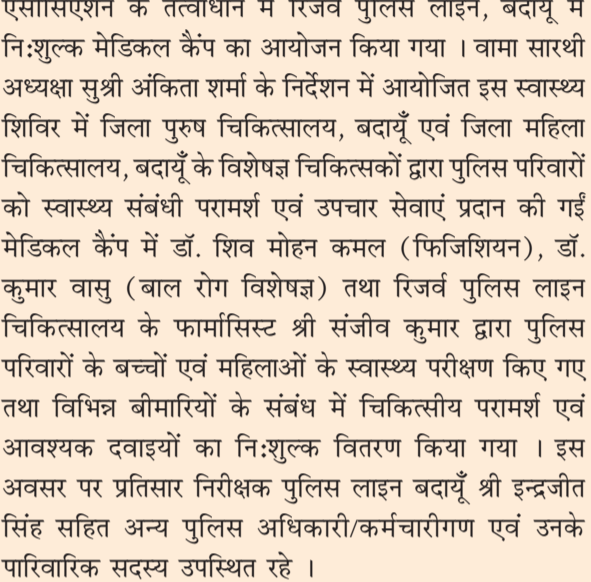 एसोसिएशन के तत्वाधान में रिजर्व पुलिस लाइन, बदायूँ में
नि:शुल्क मेडिकल कैंप का आयोजन किया गया । वामा सारथी
अध्यक्षा सुश्री अंकिता शर्मा के निर्देशन में आयोजित इस स्वास्थ्य
शिविर में जिला पुरुष चिकित्सालय, बदायूँ एवं जिला महिला
चिकित्सालय, बदायूँ के विशेषज्ञ चिकित्सकों द्वारा पुलिस परिवारों
को स्वास्थ्य संबंधी परामर्श एवं उपचार सेवाएं प्रदान की गईं
मेडिकल कैंप में डॉ. शिव मोहन कमल (फिजिशियन), डॉ.
कुमार वासु (बाल रोग विशेषज्ञ) तथा रिजर्व पुलिस लाइन
चिकित्सालय के फार्मासिस्ट श्री संजीव कुमार द्वारा पुलिस
परिवारों के बच्चों एवं महिलाओं के स्वास्थ्य परीक्षण किए गए
तथा विभिन्न बीमारियों के संबंध में चिकित्सीय परामर्श एवं
आवश्यक दवाइयों का नि:शुल्क वितरण किया गया । इस
अवसर पर प्रतिसार निरीक्षक पुलिस लाइन बदायूँ श्री इन्द्रजीत
सिंह सहित अन्य पुलिस अधिकारी/कर्मचारीगण एवं उनके
पारिवारिक सदस्य उपस्थित रहे ।